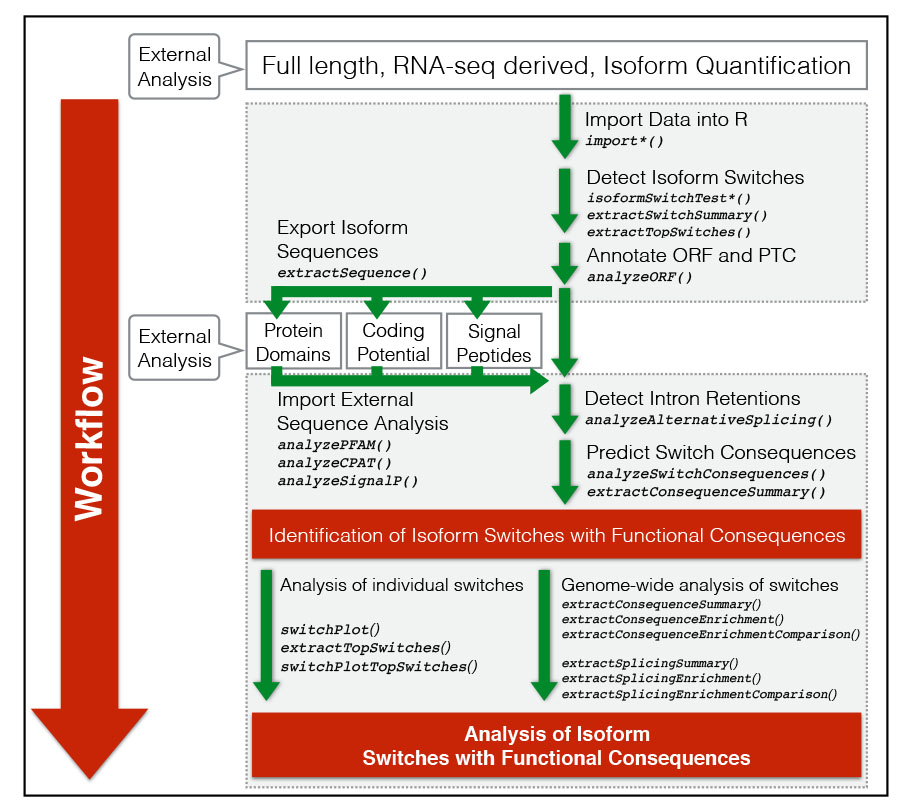 External
Analysis
Full length, RNA-seq derived, Isoform Quantification
Workflow
Import Data into R
import*()
Detect Isoform Switches
isoformSwitchTest*()
extractSwitchSummary()
extractTopSwitches()
Annotate ORF and PTC
analyzeORF()
Export Isoform
Sequences
extractSequence()
External
Analysis
Protein
Domains
Coding
Potential
Signal
Peptides
Import External
Sequence Analysis
analyzePFAM()
analyzeCPAT()
analyzeSignalP()
Detect Intron Retentions
analyzeAlternativeSplicing()
Predict Switch Consequences
analyzeSwitchConsequences()
extractConsequenceSummary()
Identification of Isoform Switches with Functional Consequences
Analysis of individual switches
switchPlot()
extractTopSwitches()
switchPlotTopSwitches()
Genome-wide analysis of switches
extractConsequenceSummary()
extractConsequenceEnrichment()
extractConsequenceEnrichmentComparison()
extractSplicingSummary()
extractSplicingEnrichment()
extractSplicingEnrichmentComparison()
Analysis of Isoform
Switches with Functional Consequences